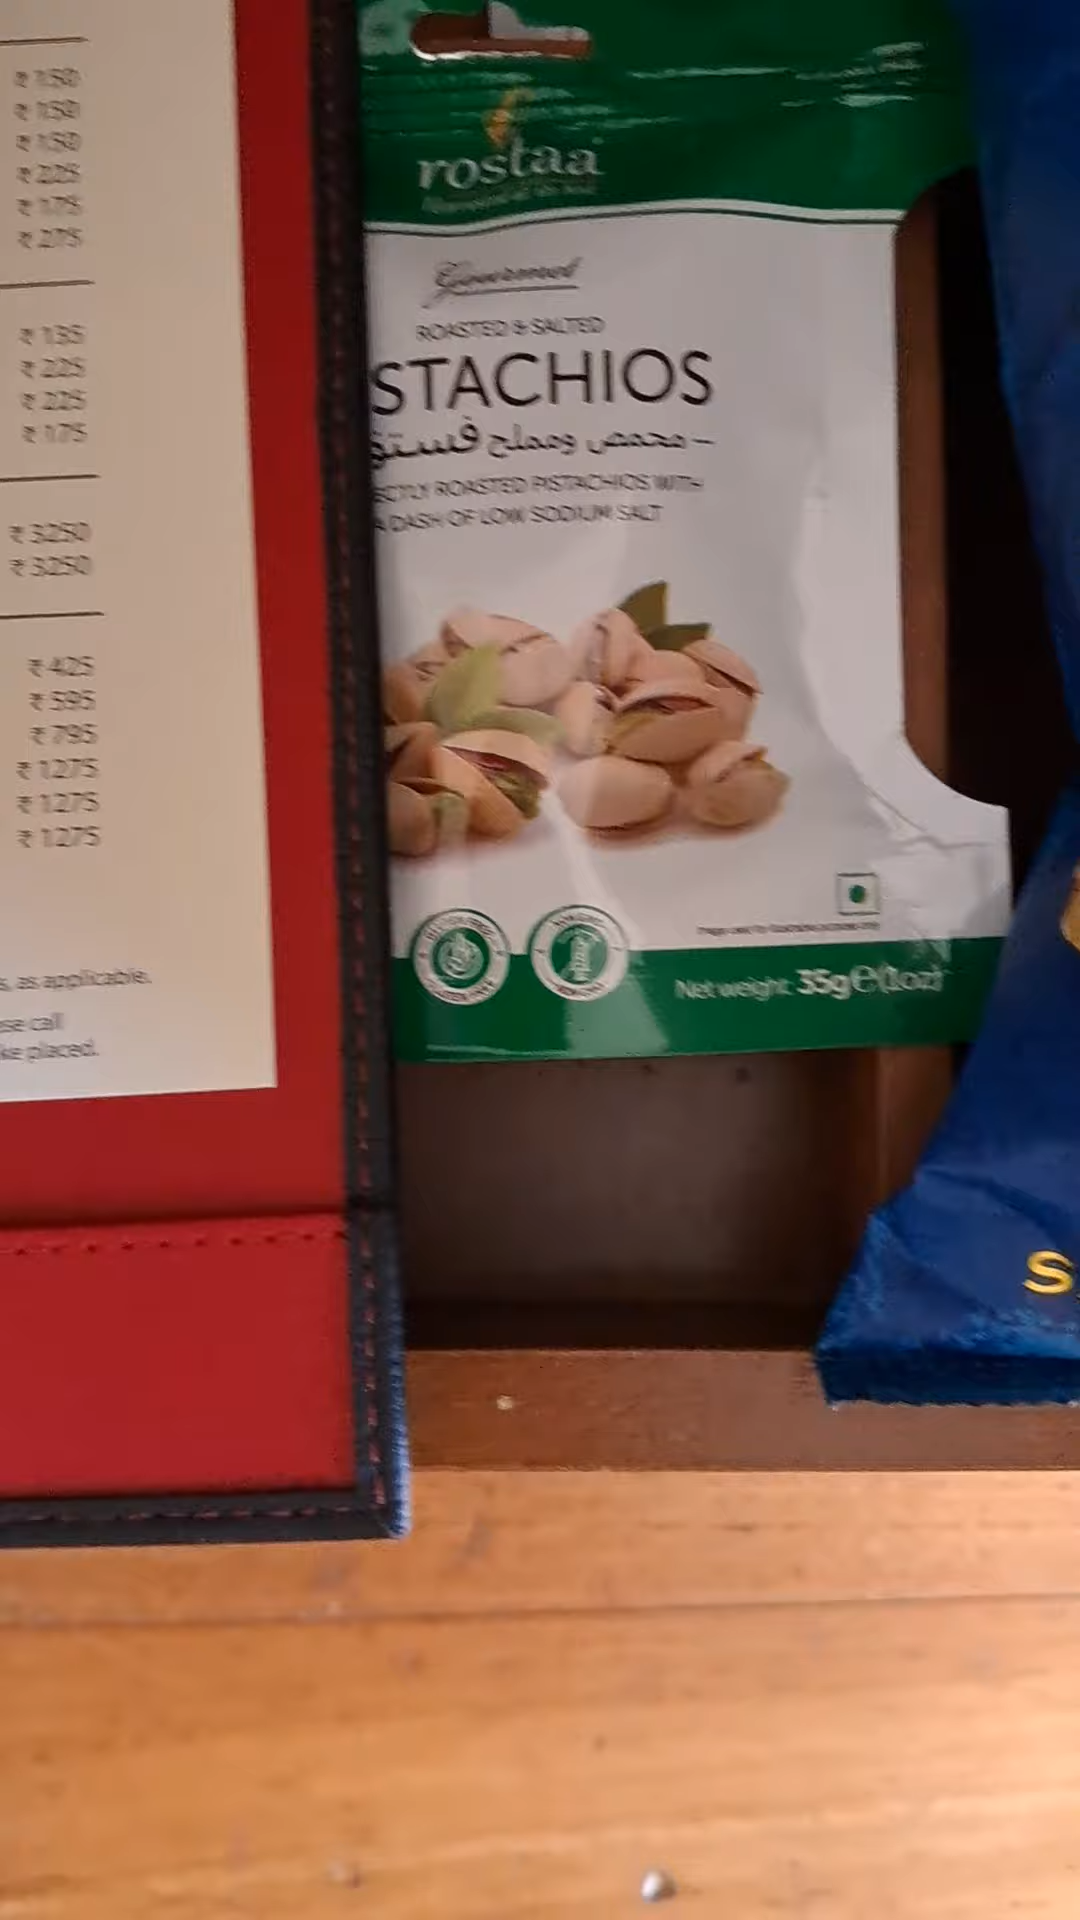 ₹ 150
₹ 150
₹ 150
₹ 225
₹ 175
₹ 275
₹ 135
₹ 225
₹ 225
₹ 175
₹ 3250
₹ 3250
₹ 425
₹ 595
₹ 795
₹ 1275
₹ 1275
₹ 1275
s, as applicable.
se call
ke placed.
rostaa
Gourmet
ROASTED & SALTED
STACHIOS
فستق محمص ومملح –
ECTLY ROASTED PISTACHIOS WITH
A DASH OF LOW SODIUM SALT
Net weight: 35g e (1oz)
S